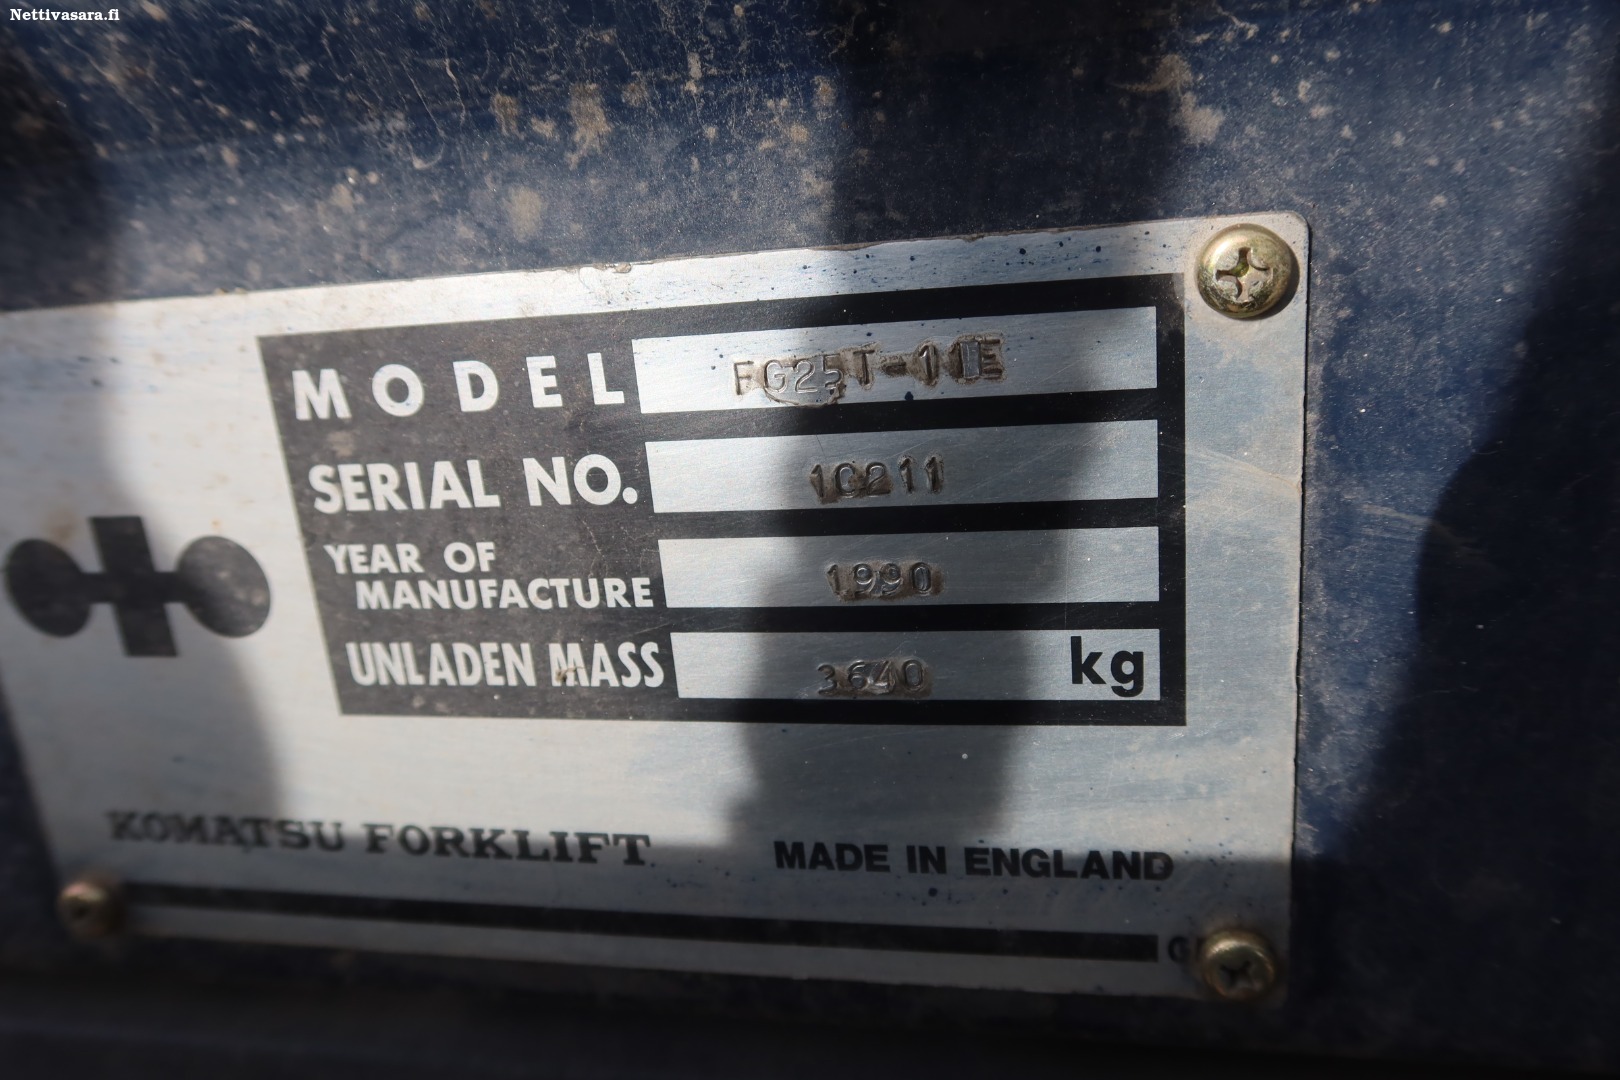 Nettivasara.fi
MODEL FG25T-11E
SERIAL NO. 10211
YEAR OF
MANUFACTURE 1990
UNLADEN MASS 3640 kg
KOMATSU FORKLIFT
MADE IN ENGLAND